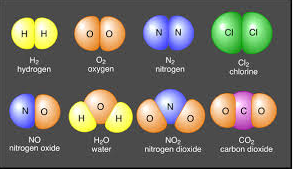 H H
O O
N N
Cl Cl
H₂
hydrogen
O₂
oxygen
N₂
nitrogen
Cl₂
chlorine
N O
H O H
O N O
O C O
NO
nitrogen oxide
H₂O
water
NO₂
nitrogen dioxide
CO₂
carbon dioxide